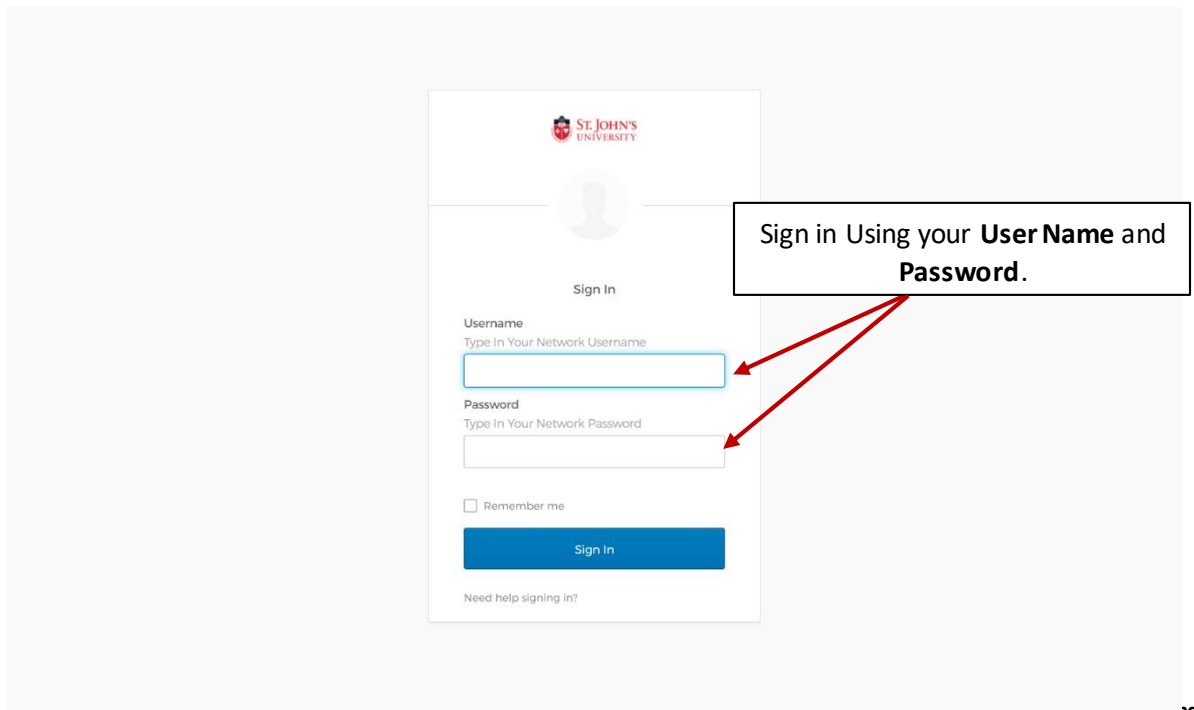 ST. JOHN'S
UNIVERSITY
Sign in Using your User Name and
Password.
Sign In
Username
Type In Your Network Username
Password
Type In Your Network Password
Remember me
Sign In
Need help signing in?